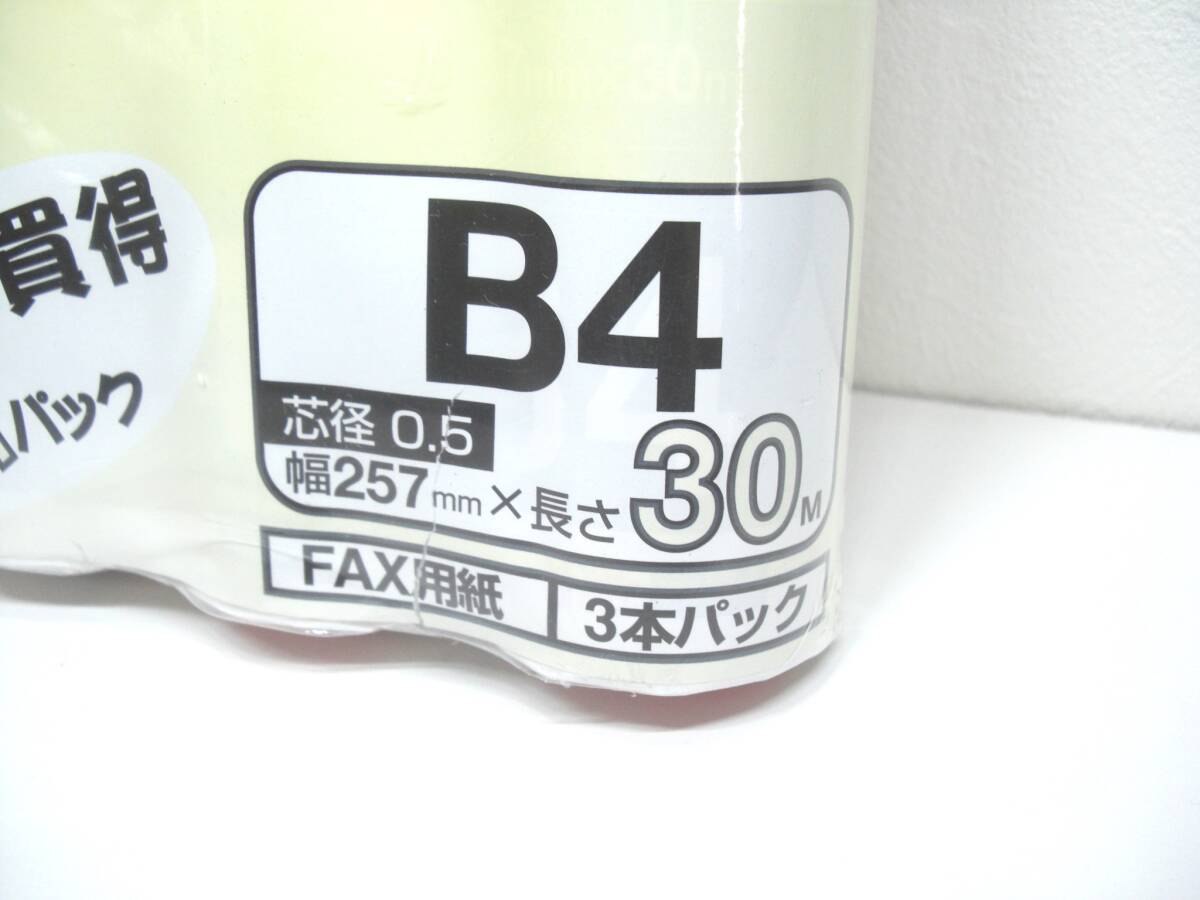 買得
パック
B4
芯径 0.5
幅257mm×長さ30M
FAX用紙
3本パック